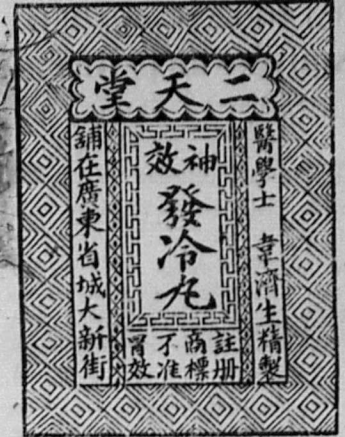 二天堂
醫學士 韋濟生精製
神效
發冷丸
註冊
商標
不准
冒效
舖在廣東省城大新街